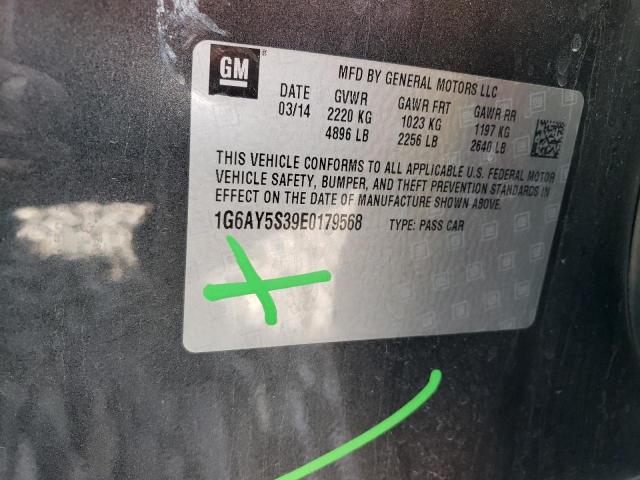 GM
MFD BY GENERAL MOTORS LLC
DATE GVWR GAWR FRT GAWR RR
03/14 2220 KG 1023 KG 1197 KG
4896 LB 2256 LB 2640 LB
THIS VEHICLE CONFORMS TO ALL APPLICABLE U.S. FEDERAL MOTOR
VEHICLE SAFETY, BUMPER, AND THEFT PREVENTION STANDARDS IN
EFFECT ON THE DATE OF MANUFACTURE SHOWN ABOVE.
1G6AY5S39E0179568 TYPE: PASS CAR